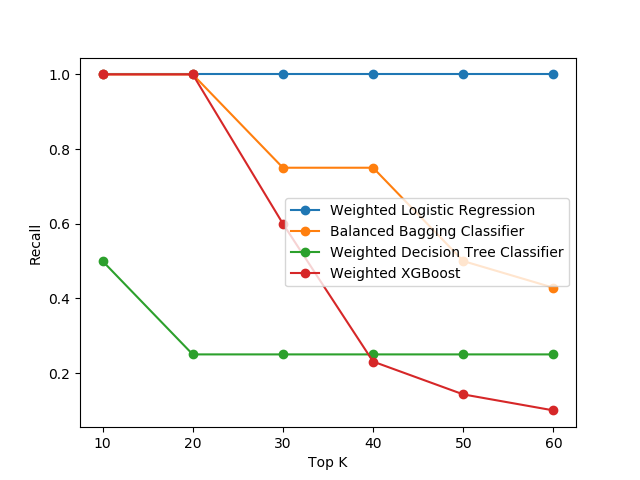 1.0
0.8
0.6
0.4
0.2
Recall
Weighted Logistic Regression
Balanced Bagging Classifier
Weighted Decision Tree Classifier
Weighted XGBoost
10 20 30 40 50 60
Top K